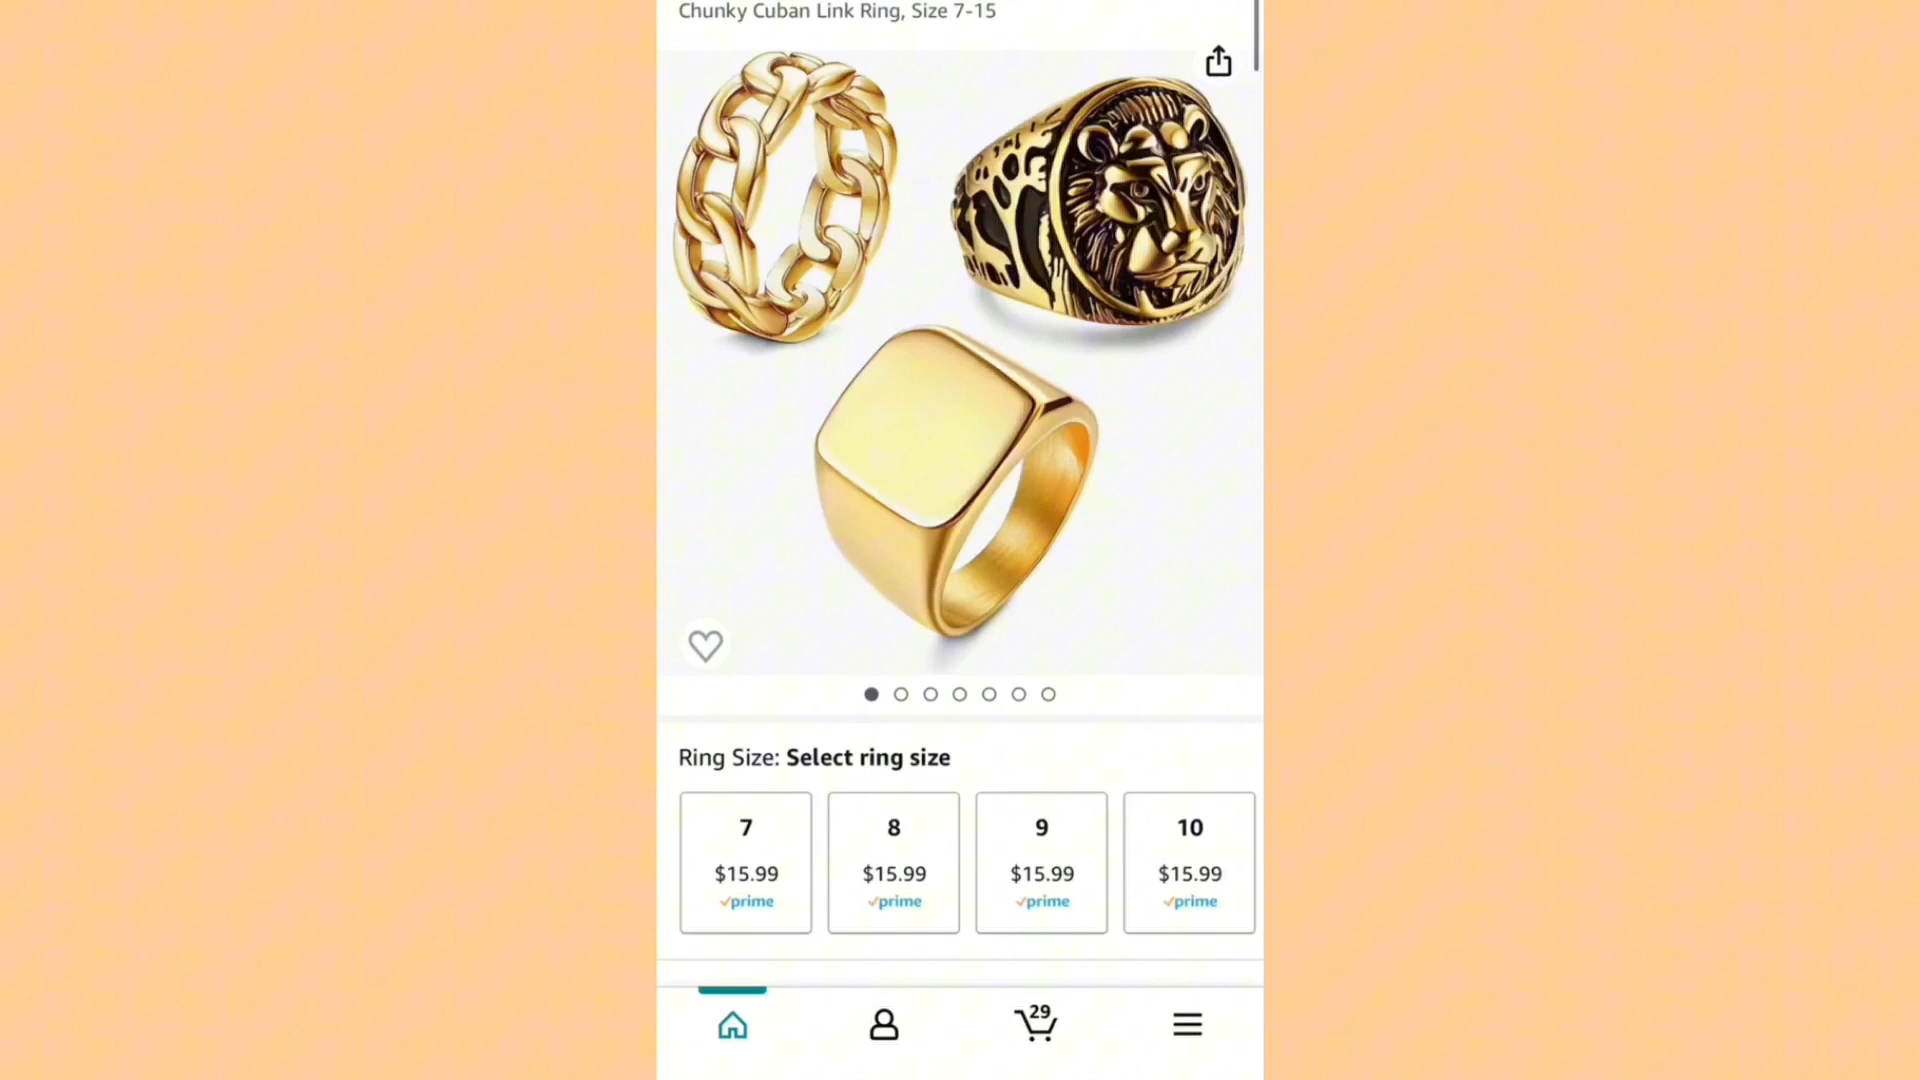 Chunky Cuban Link Ring, Size 7-15
Ring Size: Select ring size
7 8 9 10
$15.99 $15.99 $15.99 $15.99
prime prime prime prime
29